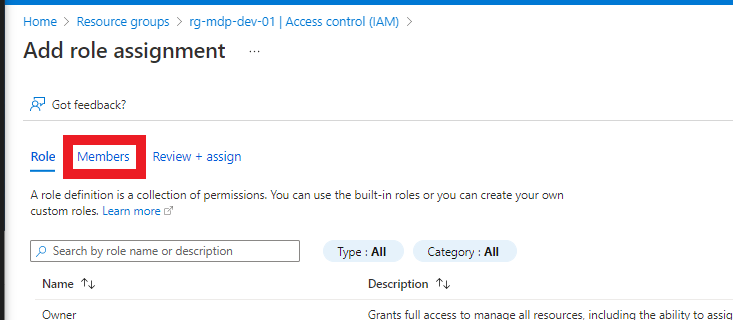 Home > Resource groups > rg-mdp-dev-01 | Access control (IAM) >
Add role assignment ...
Got feedback?
Role Members Review + assign
A role definition is a collection of permissions. You can use the built-in roles or you can create your own
custom roles. Learn more
Search by role name or description Type : All Category : All
Name ↑↓ Description ↑↓
Owner Grants full access to manage all resources, including the ability to assig